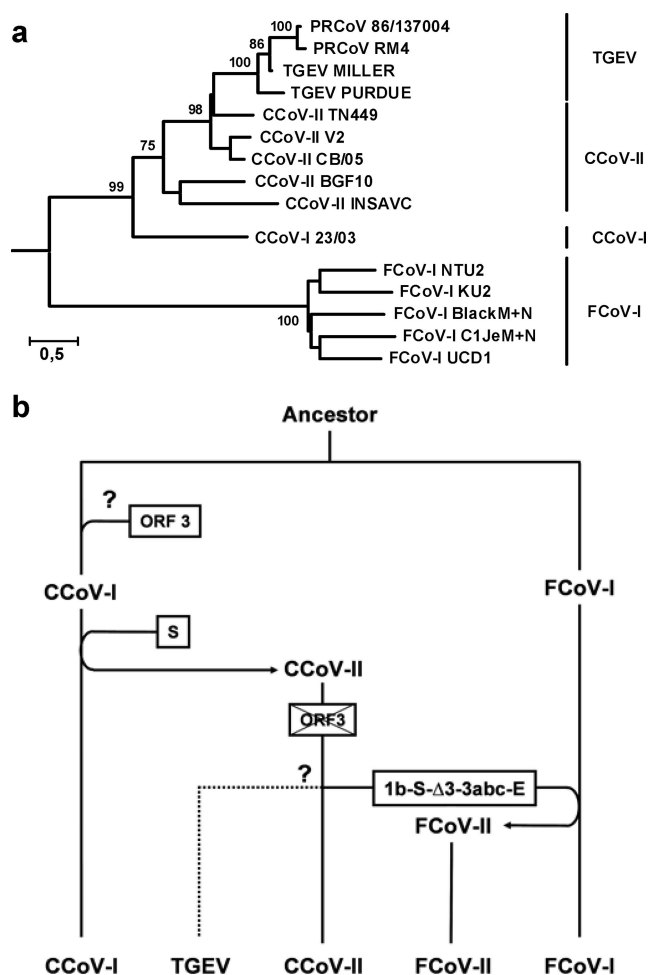 a
100
PRCoV 86/137004
PRCoV RM4
86
TGEV MILLER
100
TGEV PURDUE
TGEV
98
CCoV-II TN449
CCoV-II V2
75
CCoV-II CB/05
CCoV-II
CCoV-II BGF10
99
CCoV-II INSAVC
CCoV-I 23/03
CCoV-I
FCoV-I NTU2
FCoV-I KU2
FCoV-I BlackM+N
FCoV-I
100
FCoV-I C1JeM+N
FCoV-I UCD1
0,5
b
Ancestor
?
ORF 3
CCoV-I
FCoV-I
S
CCoV-II
ORF3
?
1b-S-Δ3-3abc-E
FCoV-II
CCoV-I TGEV CCoV-II FCoV-II FCoV-I